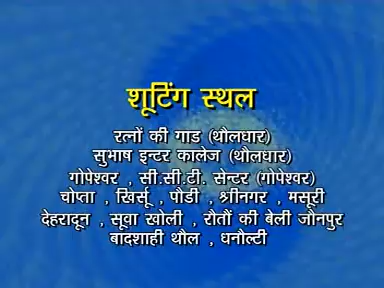 शूटिंग स्थल
रत्नों की गाड (थौलधार)
सुभाष इन्टर कालेज (थौलधार)
गोपेश्वर , सी.सी.टी. सेन्टर (गोपेश्वर)
चोप्ता , खिर्सू , पौडी , श्रीनगर , मसूरी
देहरादून , सूवा खोली , रौतौं की बेली जौनपुर
बादशाही थौल , धनौल्टी